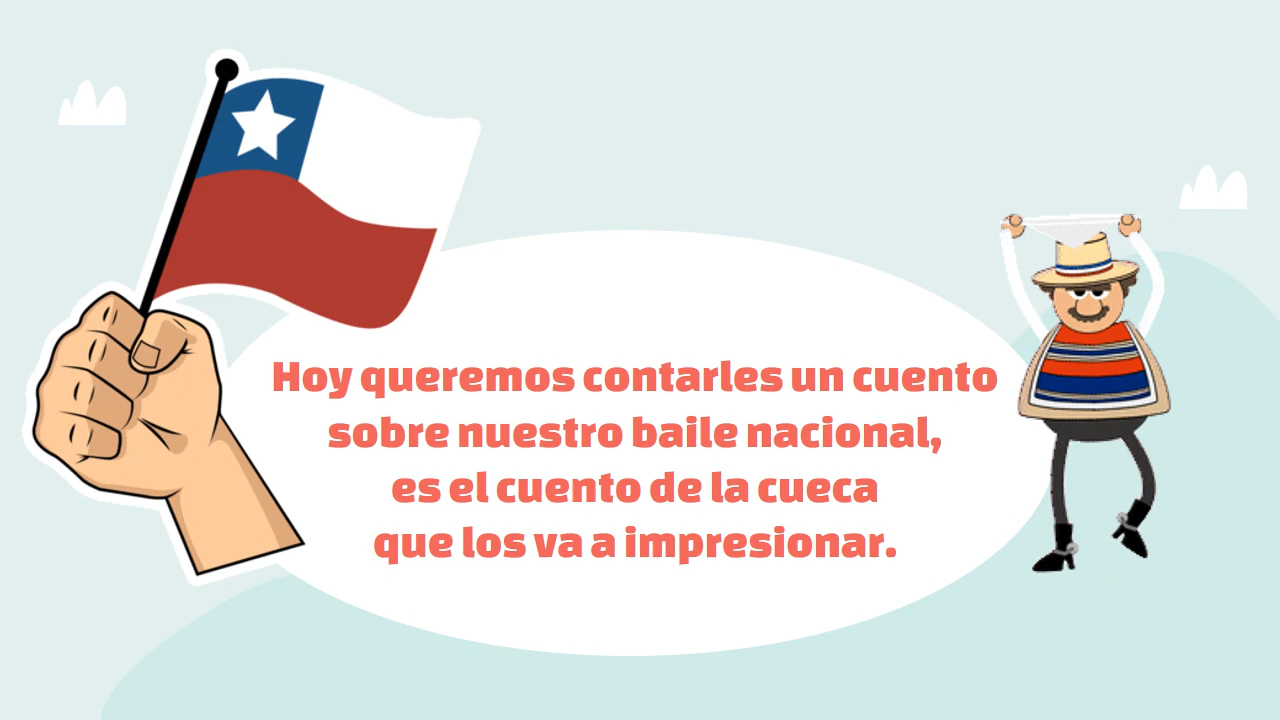 Hoy queremos contarles un cuento
sobre nuestro baile nacional,
es el cuento de la cueca
que los va a impresionar.